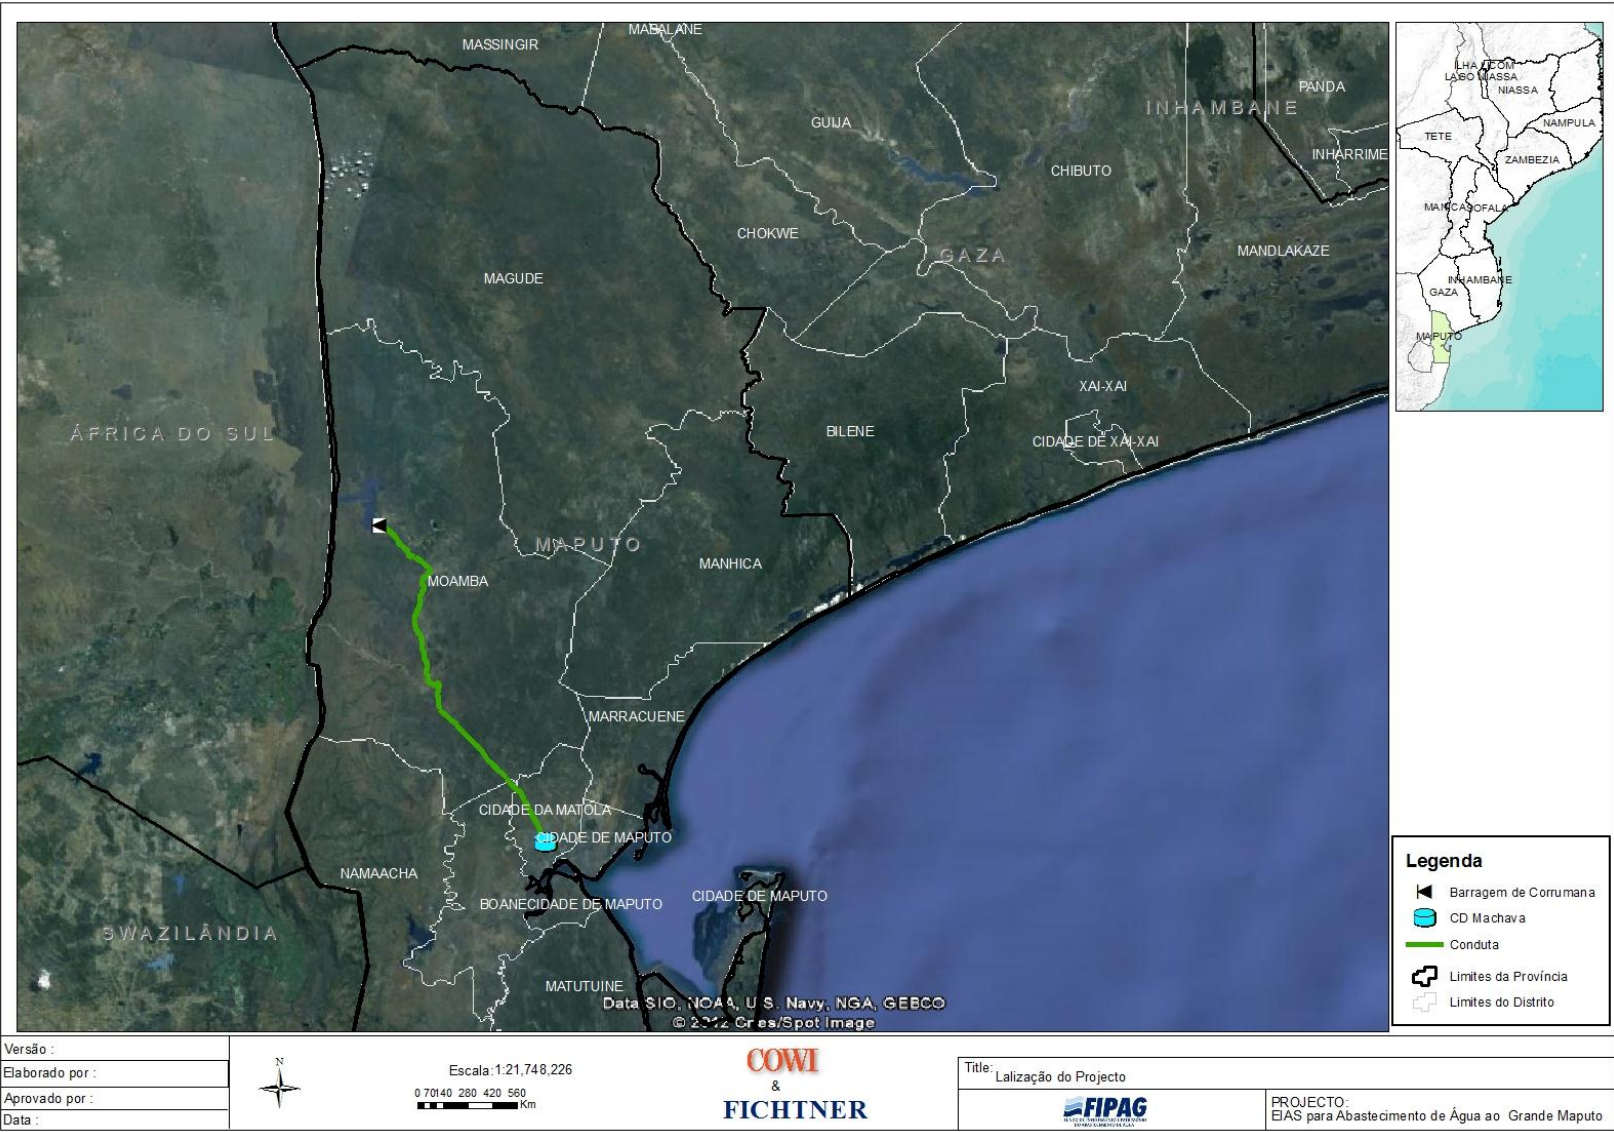 MASSINGIR
MABALANE
PANDA
INHAMBANE
GUIJA
INHARRIME
CHIBUTO
CHOKWE
GAZA
MANDLAKAZE
MAGUDE
XAI-XAI
ÁFRICA DO SUL
BILENE
CIDADE DE XAI-XAI
MAPUTO
MANHICA
MOAMBA
MARRACUENE
CIDADE DA MATOLA
CIDADE DE MAPUTO
NAMAACHA
BOANE
CIDADE DE MAPUTO
CIDADE DE MAPUTO
SWAZILÂNDIA
MATUTUINE
Data SIO, NOAA, U.S. Navy, NGA, GEBCO
© 2012 Cnes/Spot Image
NIASSA
NAMPULA
TETE
ZAMBEZIA
SOFALA
INHAMBANE
GAZA
MAPUTO
Legenda
Barragem de Corrumana
CD Machava
Conduta
Limites da Província
Limites do Distrito
Versão :
Elaborado por :
Aprovado por :
Data :
N
Escala:1:21,748,226
0 70140 280 420 560
Km
COWI
&
FICHTNER
Title:
Lalização do Projecto
FIPAG
PROJECTO:
EIAS para Abastecimento de Água ao Grande Maputo